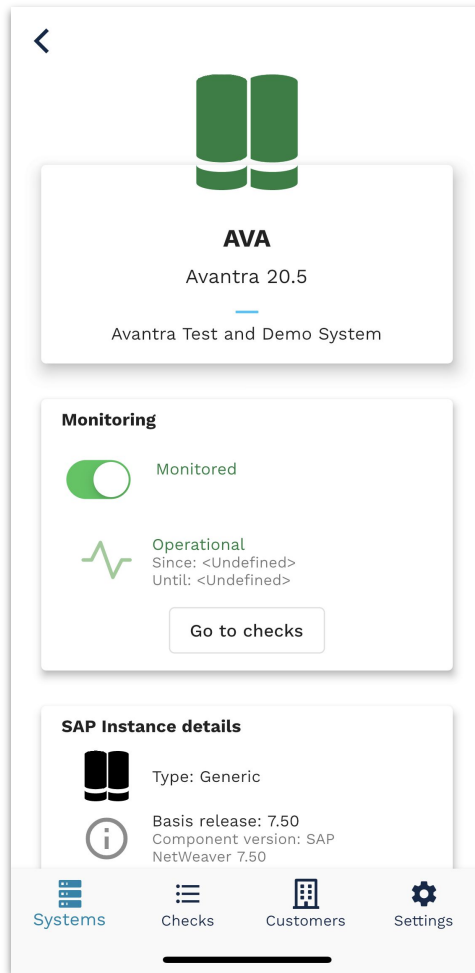 AVA
Avantra 20.5
Avantra Test and Demo System
Monitoring
Monitored
Operational
Since: <Undefined>
Until: <Undefined>
Go to checks
SAP Instance details
Type: Generic
Basis release: 7.50
Component version: SAP
NetWeaver 7.50
Systems Checks Customers Settings